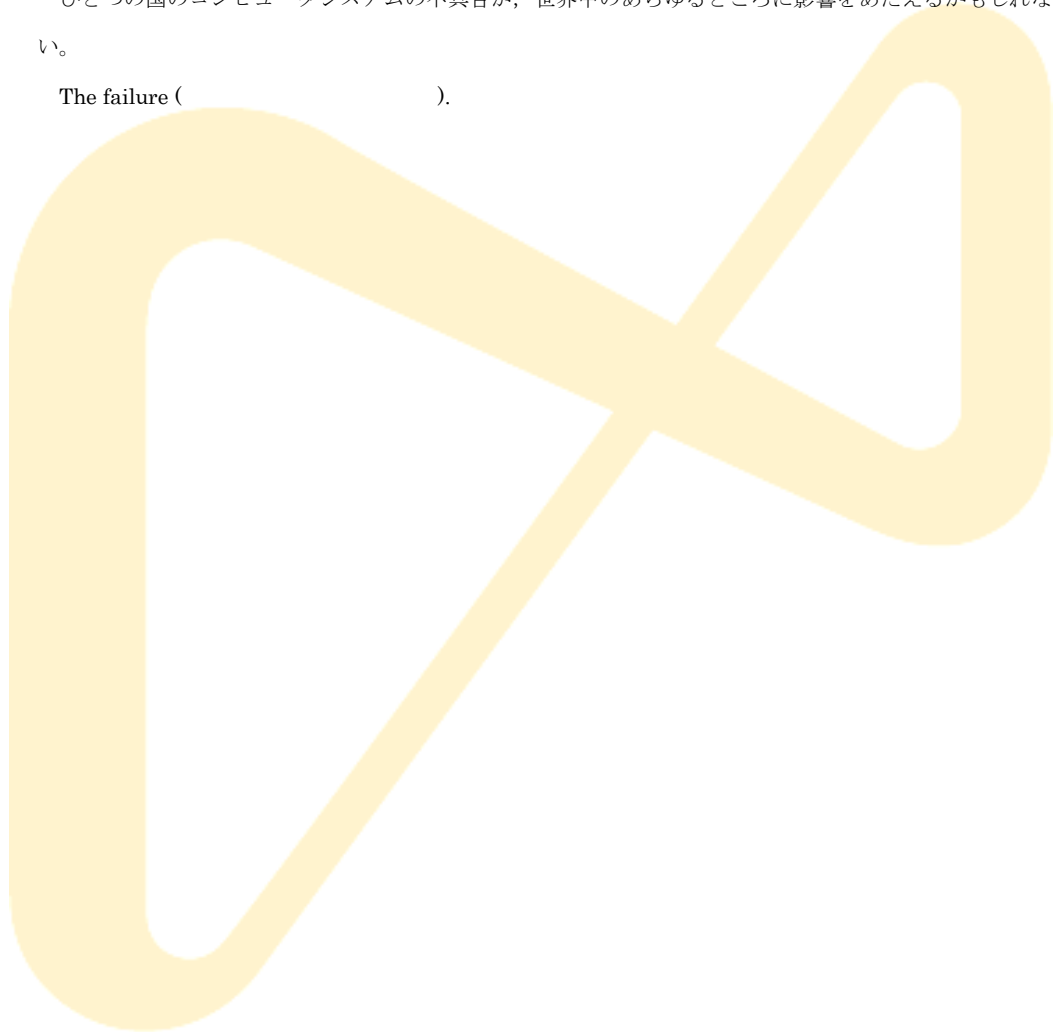 ひとつの国のコンピュータシステムの不具合が，世界中のあらゆるところに影響をあたえるかもしれな
い。
The failure ( ).